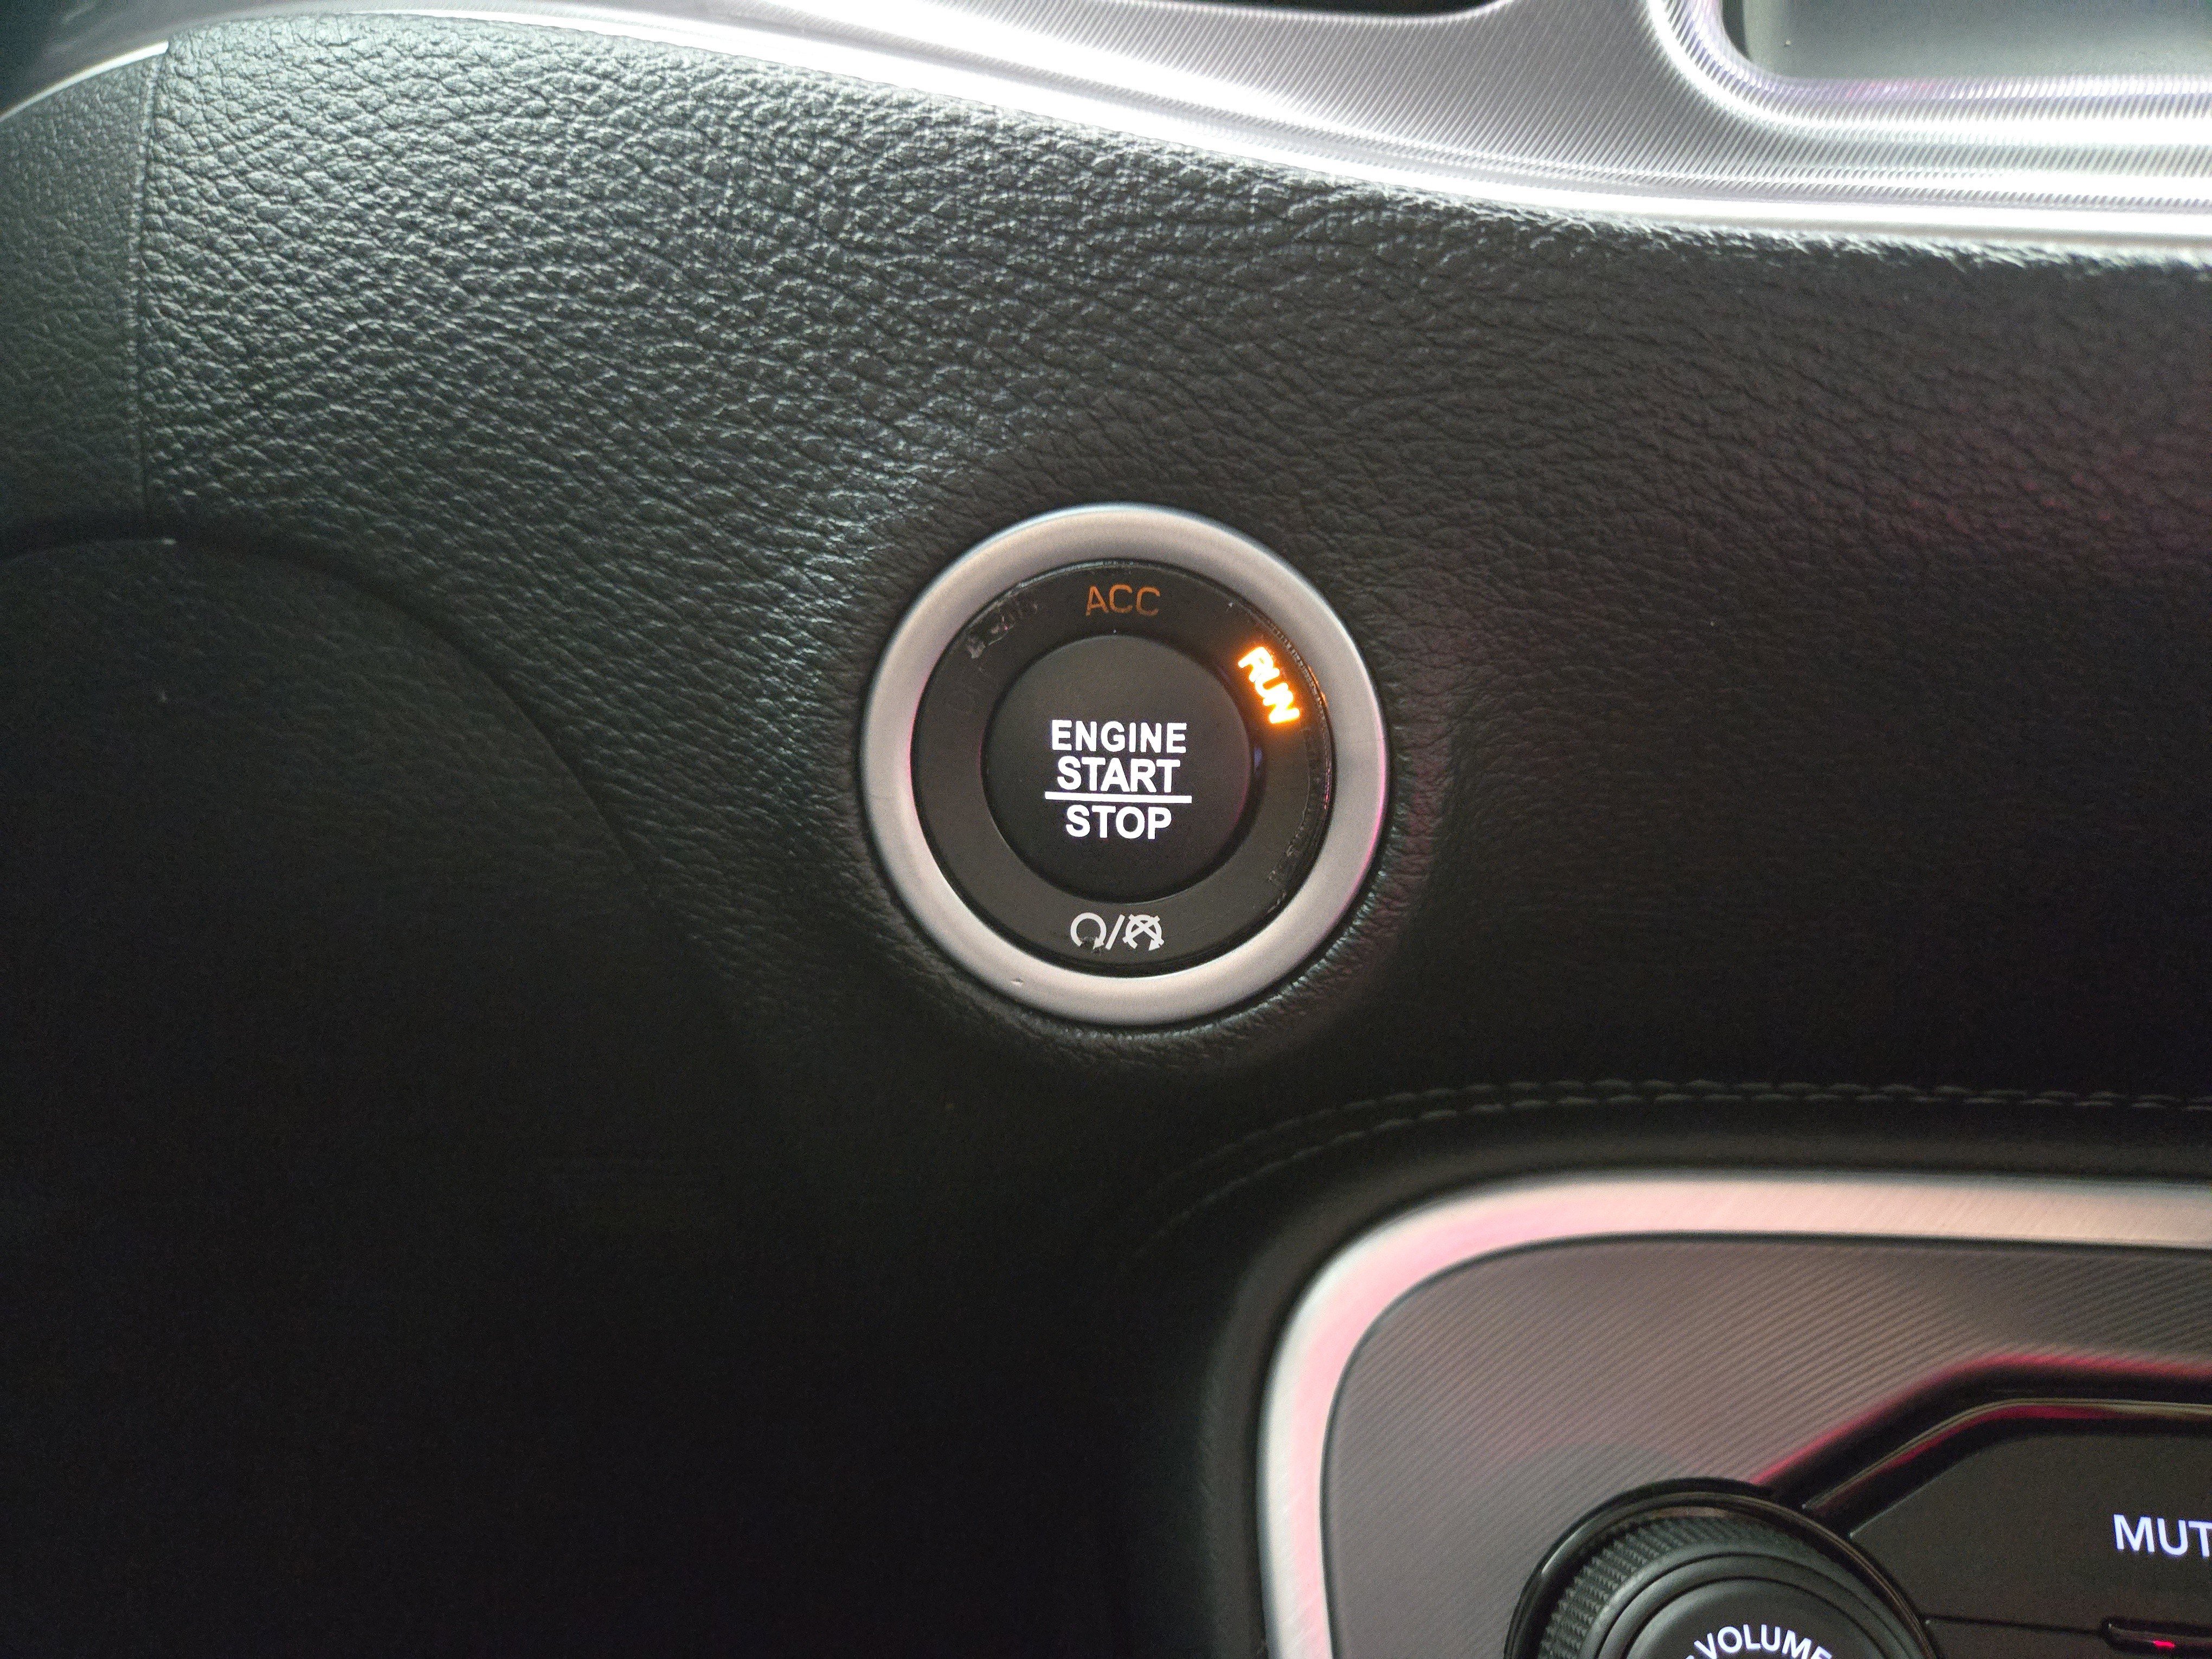 ACC
RUN
ENGINE
START
STOP
/
MUT
VOLUME